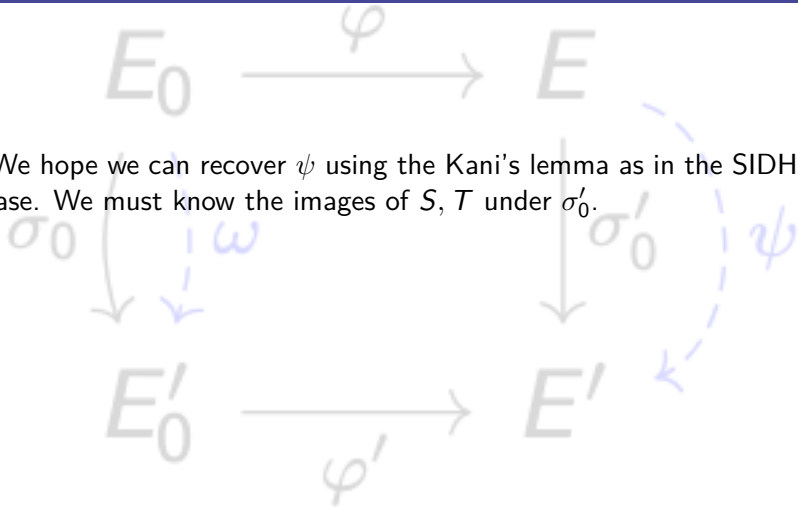 φ
E₀ E
We hope we can recover ψ using the Kani's lemma as in the SIDH
ase. We must know the images of S, T under σ′₀.
σ₀ ω σ′₀ ψ
E′₀ E′
φ′